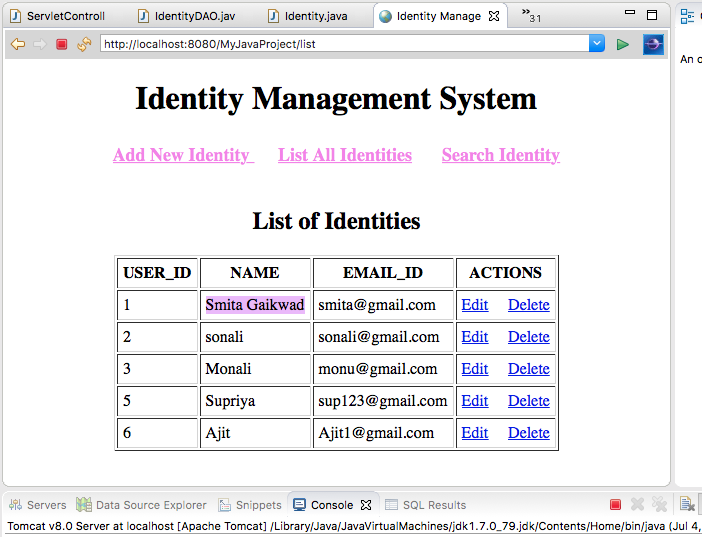 ServletControll IdentityDAO.jav Identity.java Identity Manage »31
http://localhost:8080/MyJavaProject/list
An
Identity Management System
Add New Identity List All Identities Search Identity
List of Identities
USER_ID NAME EMAIL_ID ACTIONS
1 Smita Gaikwad smita@gmail.com Edit Delete
2 sonali sonali@gmail.com Edit Delete
3 Monali monu@gmail.com Edit Delete
5 Supriya sup123@gmail.com Edit Delete
6 Ajit Ajit1@gmail.com Edit Delete
Servers Data Source Explorer Snippets Console SQL Results
Tomcat v8.0 Server at localhost [Apache Tomcat] /Library/Java/JavaVirtualMachines/jdk1.7.0_79.jdk/Contents/Home/bin/java (Jul 4,